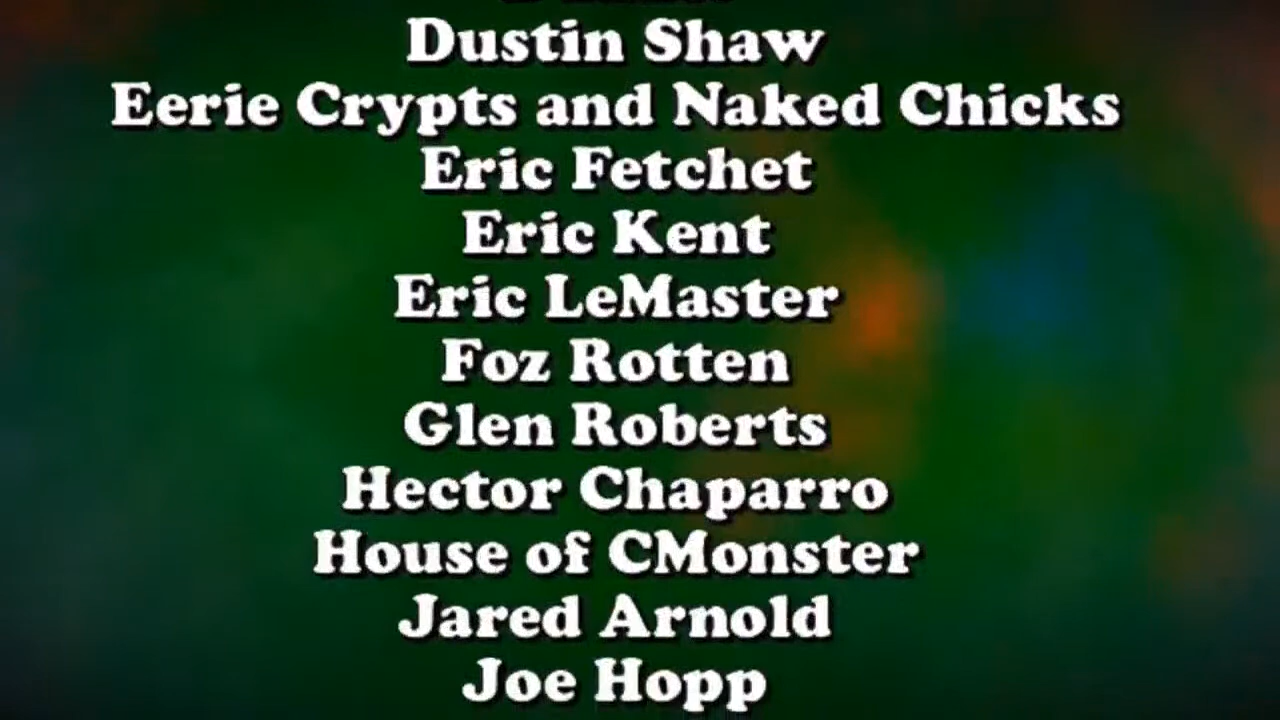 Dustin Shaw
Eerie Crypts and Naked Chicks
Eric Fetchet
Eric Kent
Eric LeMaster
Foz Rotten
Glen Roberts
Hector Chaparro
House of CMonster
Jared Arnold
Joe Hopp